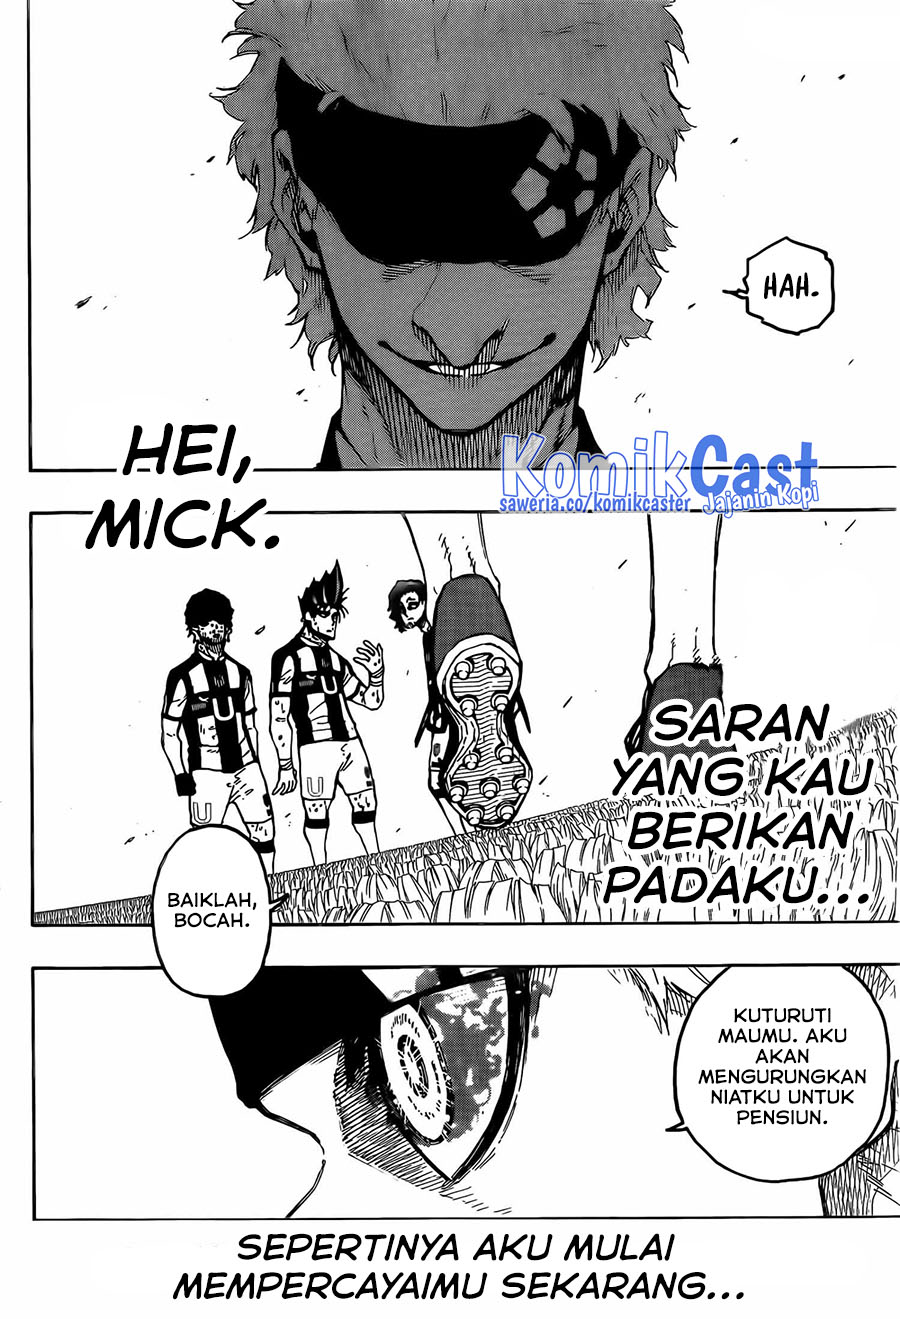 HAH.
HEI,
MICK.
KomikCast
saweria.co/komikcaster
Jajanin Kopi
U
U
U
U
SARAN
YANG KAU
BERIKAN
PADAKU...
BAIKLAH,
BOCAH.
KUTURUTI
MAUMU. AKU
AKAN
MENGURUNGKAN
NIATKU UNTUK
PENSIUN.
SEPERTINYA AKU MULAI
MEMPERCAYAIMU SEKARANG...